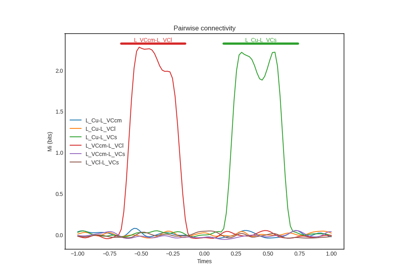 Pairwise connectivity
L_VCcm-L_VCl
L_Cu-L_VCs
2.0
1.5
1.0
0.5
0.0
MI (bits)
L_Cu-L_VCcm
L_Cu-L_VCl
L_Cu-L_VCs
L_VCcm-L_VCl
L_VCcm-L_VCs
L_VCl-L_VCs
−1.00 −0.75 −0.50 −0.25 0.00 0.25 0.50 0.75 1.00
Times